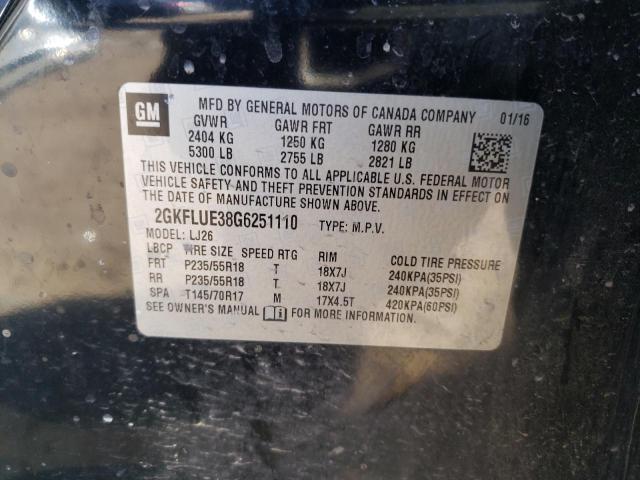 GM
MFD BY GENERAL MOTORS OF CANADA COMPANY 01/16
GVWR GAWR FRT GAWR RR
2404 KG 1250 KG 1280 KG
5300 LB 2755 LB 2821 LB
THIS VEHICLE CONFORMS TO ALL APPLICABLE U.S. FEDERAL MOTOR
VEHICLE SAFETY AND THEFT PREVENTION STANDARDS IN EFFECT ON
THE DATE OF MANUFACTURE SHOWN ABOVE.
2GKFLUE38G6251110 TYPE: M.P.V.
MODEL: LJ26
LBCP TIRE SIZE SPEED RTG RIM COLD TIRE PRESSURE
FRT P235/55R18 T 18X7J 240KPA(35PSI)
RR P235/55R18 T 18X7J 240KPA(35PSI)
SPA T145/70R17 M 17X4.5T 420KPA(60PSI)
SEE OWNER'S MANUAL FOR MORE INFORMATION.